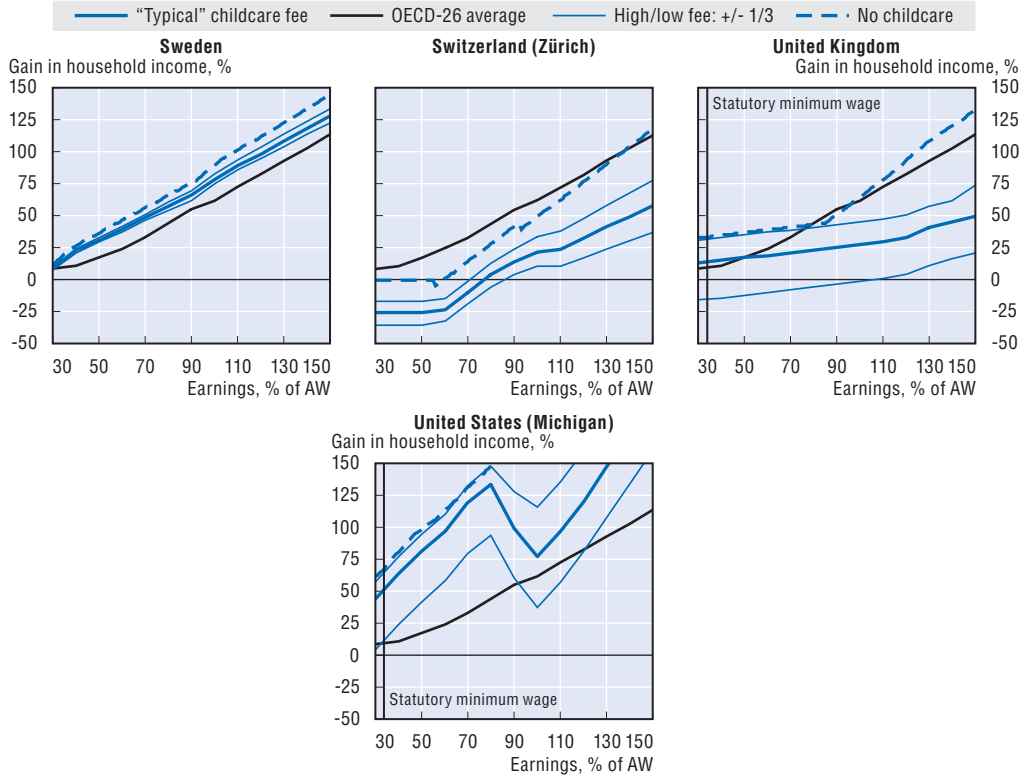 “Typical” childcare fee OECD-26 average High/low fee: +/- 1/3 No childcare
Sweden
Gain in household income, %
150
125
100
75
50
25
0
-25
-50
30 50 70 90 110 130 150
Earnings, % of AW
Switzerland (Zürich)
30 50 70 90 110 130 150
Earnings, % of AW
United Kingdom
Gain in household income, %
Statutory minimum wage
150
125
100
75
50
25
0
-25
-50
30 50 70 90 110 130 150
Earnings, % of AW
United States (Michigan)
Gain in household income, %
150
125
100
75
50
25
0
-25
-50
Statutory minimum wage
30 50 70 90 110 130 150
Earnings, % of AW